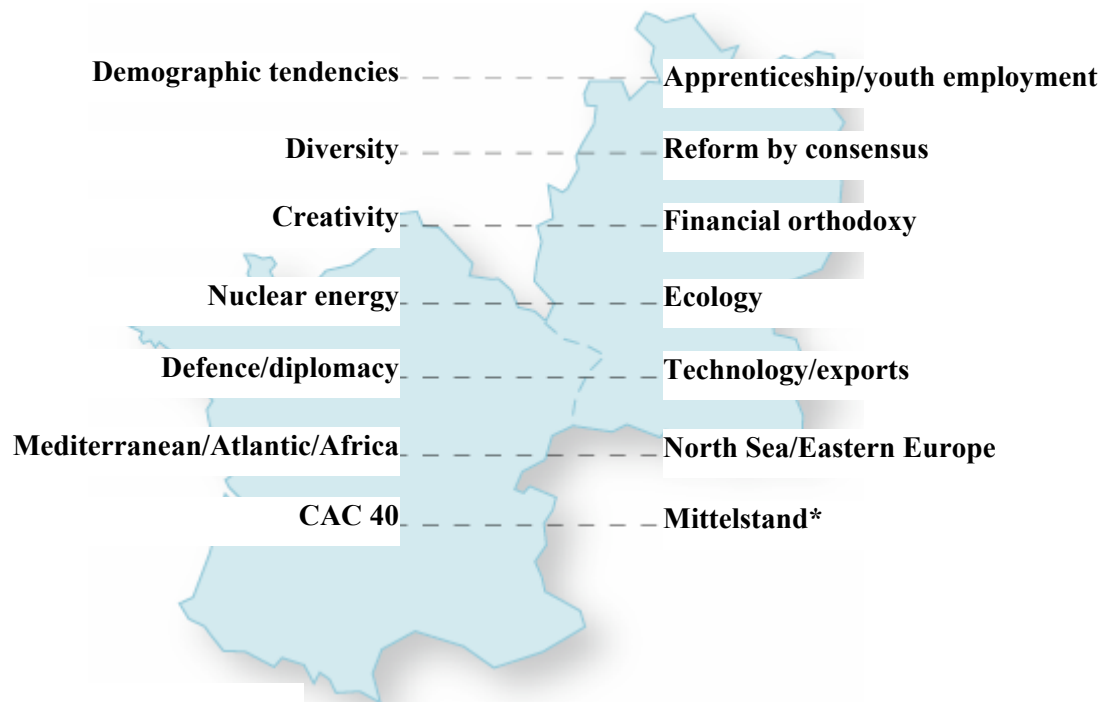 Demographic tendencies Apprenticeship/youth employment
Diversity Reform by consensus
Creativity Financial orthodoxy
Nuclear energy Ecology
Defence/diplomacy Technology/exports
Mediterranean/Atlantic/Africa North Sea/Eastern Europe
CAC 40 Mittelstand*